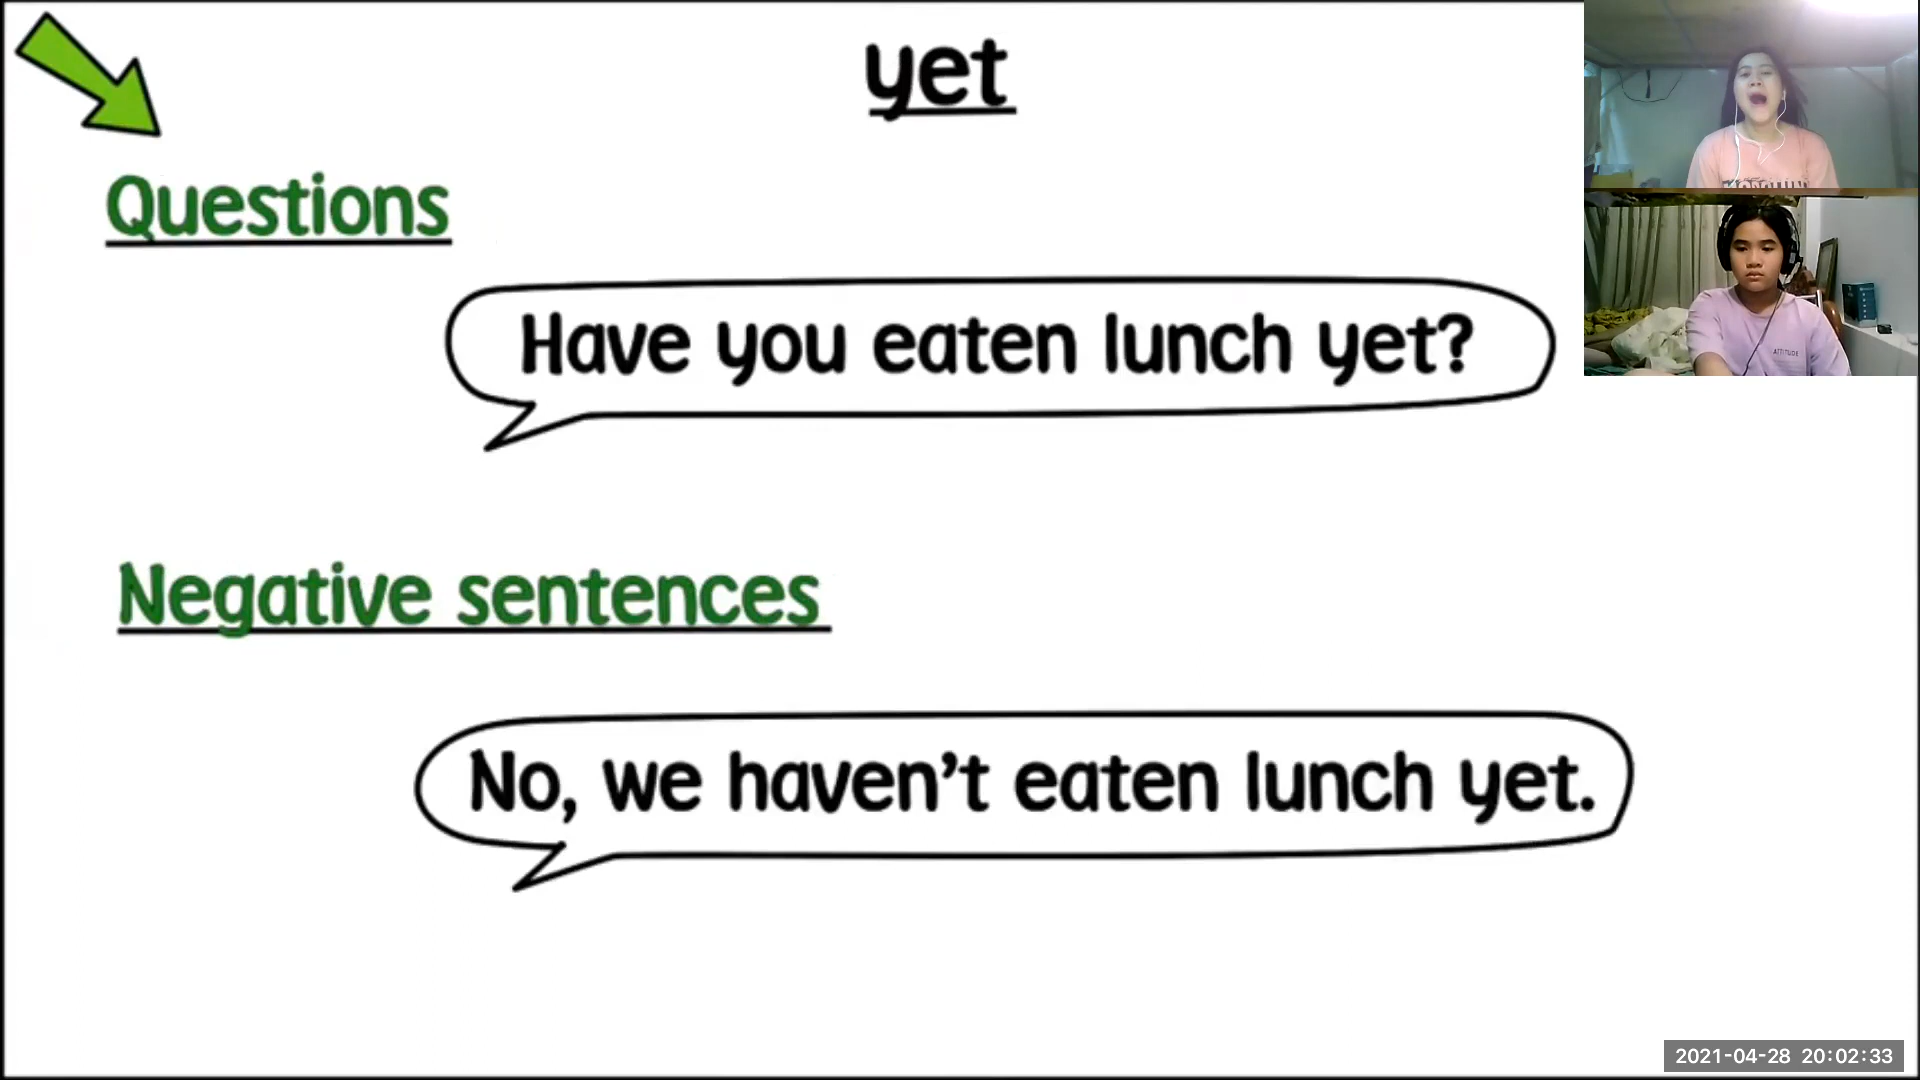 yet
Questions
Have you eaten lunch yet?
Negative sentences
No, we haven't eaten lunch yet.
ATTITUDE
2021-04-28 20:02:33